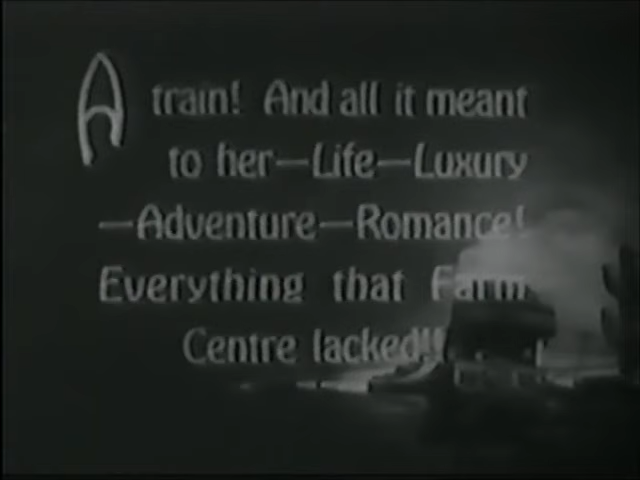 A train! And all it meant
to her—Life—Luxury
—Adventure—Romance!
Everything that Farm
Centre lacked!!